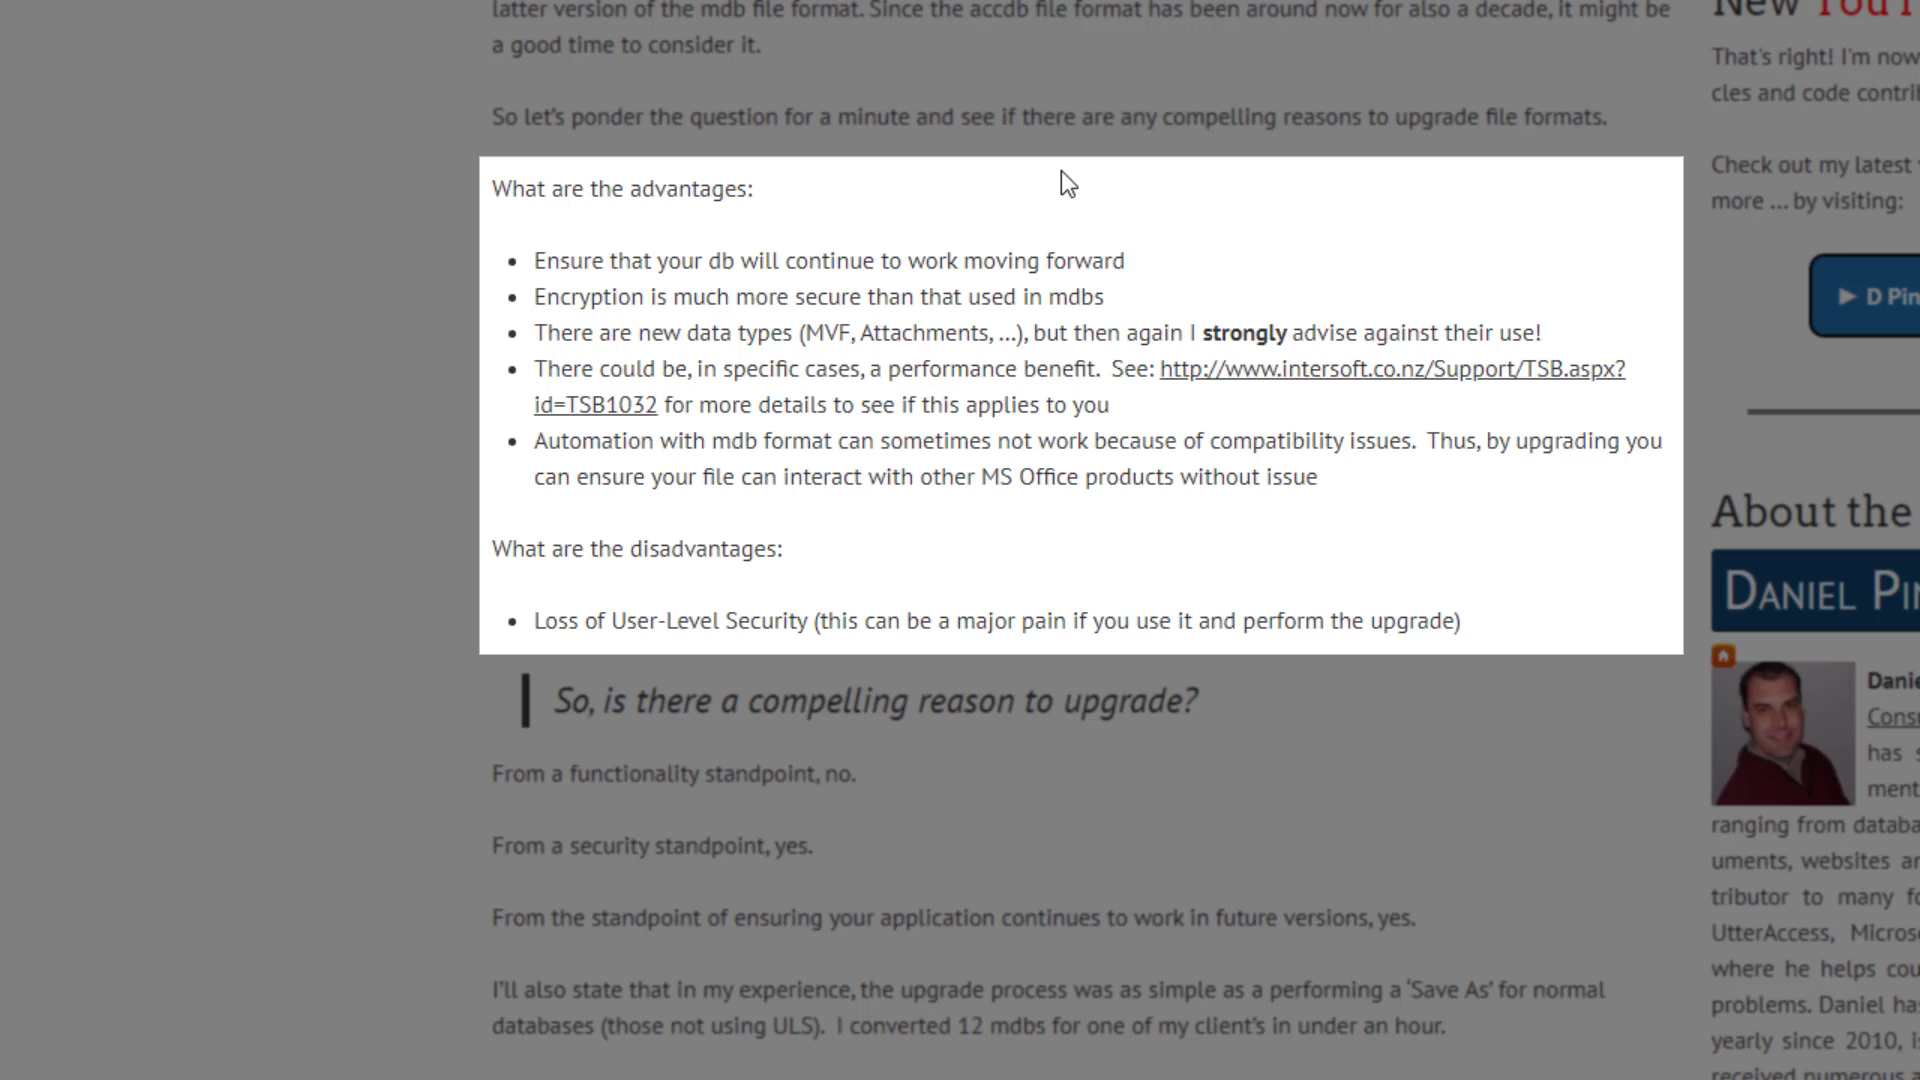 latter version of the mdb file format. Since the accdb file format has been around now for also a decade, it might be
a good time to consider it.
So let's ponder the question for a minute and see if there are any compelling reasons to upgrade file formats.
What are the advantages:
• Ensure that your db will continue to work moving forward
• Encryption is much more secure than that used in mdbs
• There are new data types (MVF, Attachments, ...), but then again I strongly advise against their use!
• There could be, in specific cases, a performance benefit.  See: http://www.intersoft.co.nz/Support/TSB.aspx?
id=TSB1032 for more details to see if this applies to you
• Automation with mdb format can sometimes not work because of compatibility issues.  Thus, by upgrading you
can ensure your file can interact with other MS Office products without issue
What are the disadvantages:
• Loss of User-Level Security (this can be a major pain if you use it and perform the upgrade)
So, is there a compelling reason to upgrade?
From a functionality standpoint, no.
From a security standpoint, yes.
From the standpoint of ensuring your application continues to work in future versions, yes.
I'll also state that in my experience, the upgrade process was as simple as a performing a ‘Save As’ for normal
databases (those not using ULS).  I converted 12 mdbs for one of my client's in under an hour.
New YouT
That's right! I'm now
cles and code contrib
Check out my latest
more ... by visiting:
▶ D Pin
About the
DANIEL PI
Danie
Cons
has
ment
ranging from databa
uments, websites an
tributor to many fo
UtterAccess, Microso
where he helps cou
problems. Daniel ha
yearly since 2010, i
received numerous a